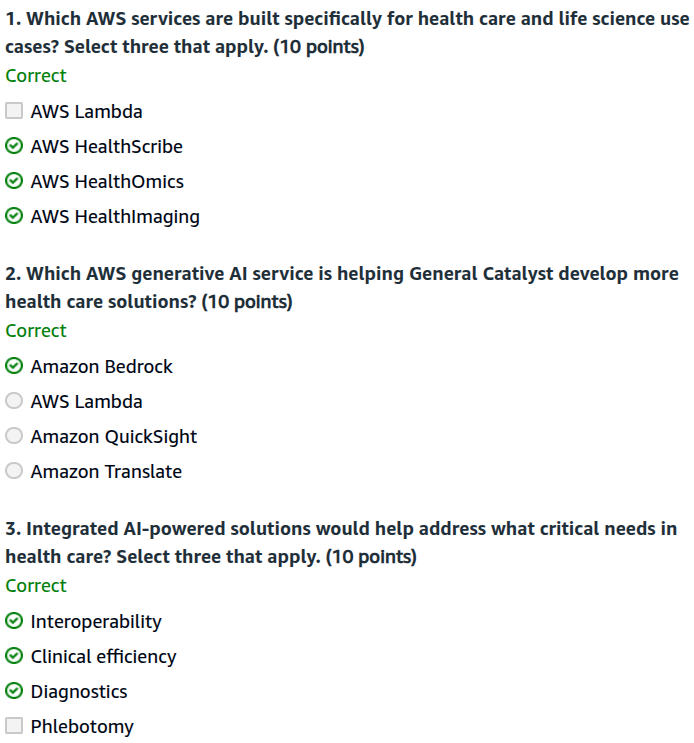 1. Which AWS services are built specifically for health care and life science use
cases? Select three that apply. (10 points)
Correct
AWS Lambda
AWS HealthScribe
AWS HealthOmics
AWS HealthImaging
2. Which AWS generative AI service is helping General Catalyst develop more
health care solutions? (10 points)
Correct
Amazon Bedrock
AWS Lambda
Amazon QuickSight
Amazon Translate
3. Integrated AI-powered solutions would help address what critical needs in
health care? Select three that apply. (10 points)
Correct
Interoperability
Clinical efficiency
Diagnostics
Phlebotomy